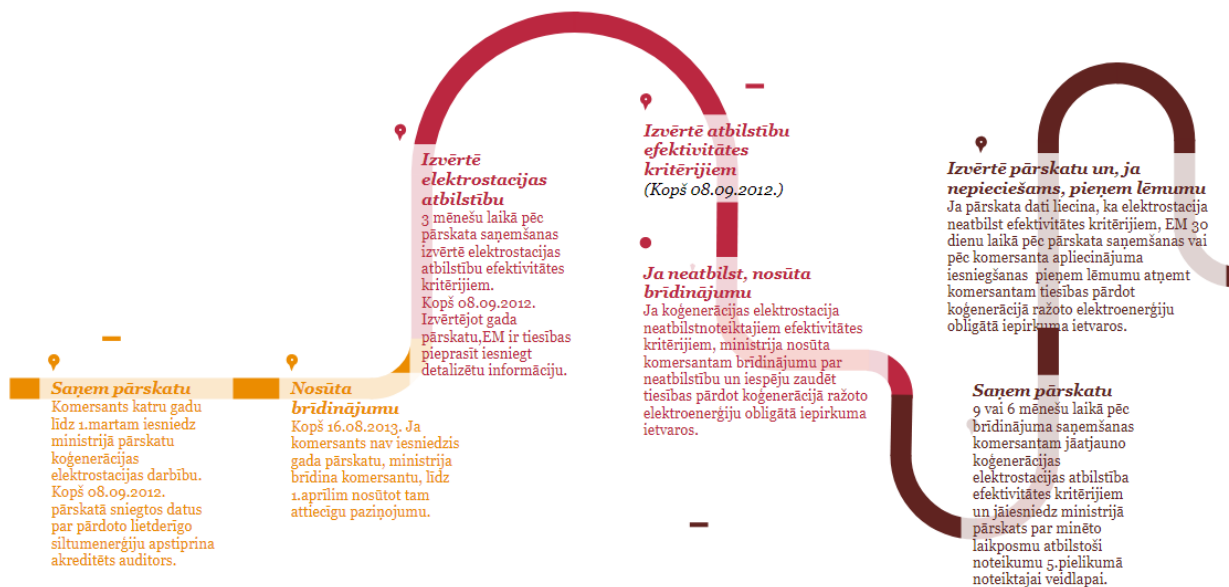 Saņem pārskatu
Komersants katru gadu
līdz 1.martam iesniedz
ministrijā pārskatu
koģenerācijas
elektrostacijas darbību.
Kopš 08.09.2012.
pārskatā sniegtos datus
par pārdoto lietderīgo
siltumenerģiju apstiprina
akreditēts auditors.
Nosūta
brīdinājumu
Kopš 16.08.2013. Ja
komersants nav iesniedzis
gada pārskatu, ministrija
brīdina komersantu, līdz
1.aprīlim nosūtot tam
attiecīgu paziņojumu.
Izvērtē
elektrostacijas
atbilstību
3 mēnešu laikā pēc
pārskata saņemšanas
izvērtē elektrostacijas
atbilstību efektivitātes
kritērijiem.
Kopš 08.09.2012.
Izvērtējot gada
pārskatu,EM ir tiesības
pieprasīt iesniegt
detalizētu informāciju.
Izvērtē atbilstību
efektivitātes
kritērijiem
(Kopš 08.09.2012.)
Ja neatbilst, nosūta
brīdinājumu
Ja koģenerācijas elektrostacija
neatbilstnoteiktajiem efektivitātes
kritērijiem, ministrija nosūta
komersantam brīdinājumu par
neatbilstību un iespēju zaudēt
tiesības pārdot koģenerācijā ražoto
elektroenerģiju obligātā iepirkuma
ietvaros.
Izvērtē pārskatu un, ja
nepieciešams, pieņem lēmumu
Ja pārskata dati liecina, ka elektrostacija
neatbilst efektivitātes kritērijiem, EM 30
dienu laikā pēc pārskata saņemšanas vai
pēc komersanta apliecinājuma
iesniegšanas pieņem lēmumu atņemt
komersantam tiesības pārdot
koģenerācijā ražoto elektroenerģiju
obligātā iepirkuma ietvaros.
Saņem pārskatu
9 vai 6 mēnešu laikā pēc
brīdinājuma saņemšanas
komersantam jāatjauno
koģenerācijas
elektrostacijas atbilstība
efektivitātes kritērijiem
un jāiesniedz ministrijā
pārskats par minēto
laikposmu atbilstoši
noteikumu 5.pielikumā
noteiktajai veidlapai.